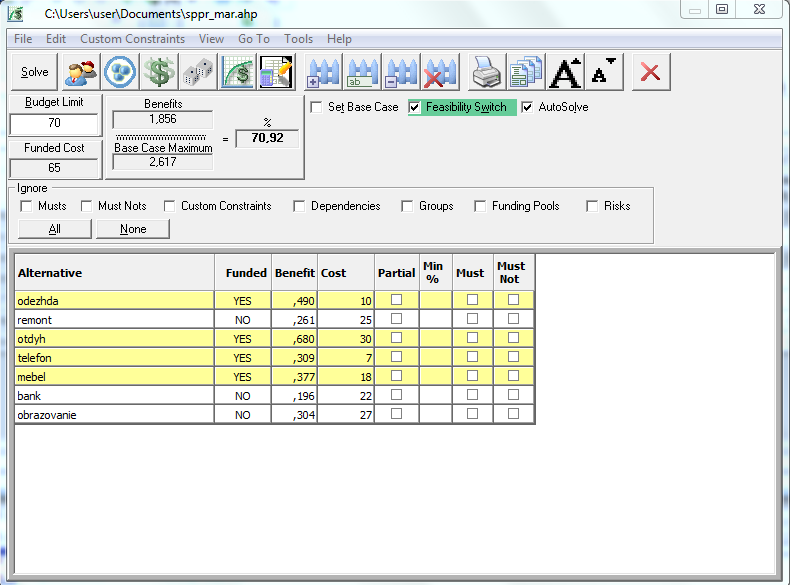 C:\Users\user\Documents\sppr_mar.ahp
File Edit Custom Constraints View Go To Tools Help
Solve
Budget Limit
70
Funded Cost
65
Benefits
1,856
Base Case Maximum
2,617
=
%
70,92
Set Base Case Feasibility Switch AutoSolve
Ignore
Musts Must Nots Custom Constraints Dependencies Groups Funding Pools Risks
All None
Alternative Funded Benefit Cost Partial Min % Must Must Not
odezhda YES ,490 10
remont NO ,261 25
otdyh YES ,680 30
telefon YES ,309 7
mebel YES ,377 18
bank NO ,196 22
obrazovanie NO ,304 27